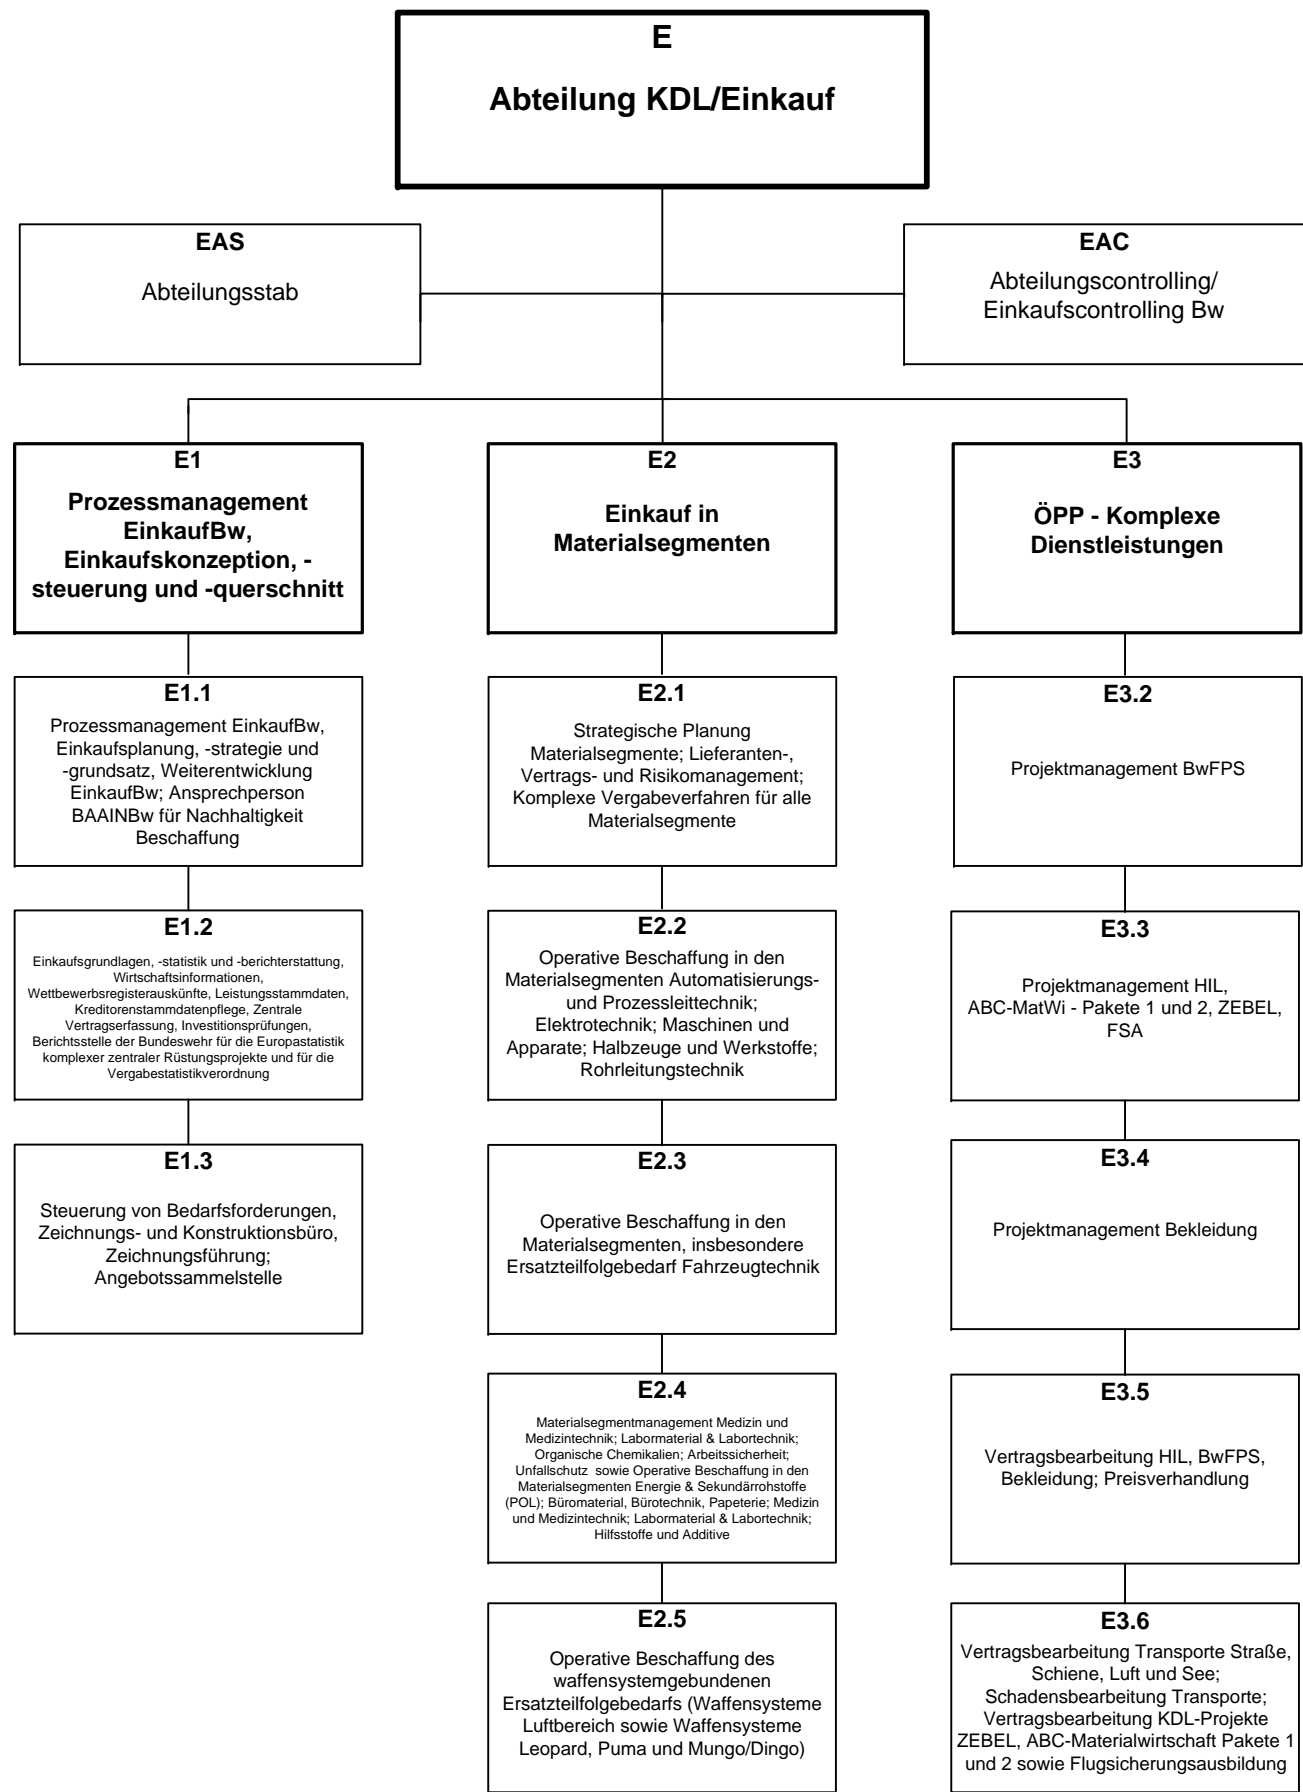 E
Abteilung KDL/Einkauf
EAS
Abteilungsstab
EAC
Abteilungscontrolling/
Einkaufscontrolling Bw
E1
Prozessmanagement
EinkaufBw,
Einkaufskonzeption, -
steuerung und -querschnitt
E2
Einkauf in
Materialsegmenten
E3
ÖPP - Komplexe
Dienstleistungen
E1.1
Prozessmanagement EinkaufBw,
Einkaufsplanung, -strategie und
-grundsatz, Weiterentwicklung
EinkaufBw; Ansprechperson
BAAINBw für Nachhaltigkeit
Beschaffung
E2.1
Strategische Planung
Materialsegmente; Lieferanten-,
Vertrags- und Risikomanagement;
Komplexe Vergabeverfahren für alle
Materialsegmente
E3.2
Projektmanagement BwFPS
E1.2
Einkaufsgrundlagen, -statistik und -berichterstattung,
Wirtschaftsinformationen,
Wettbewerbsregisterauskünfte, Leistungsstammdaten,
Kreditorenstammdatenpflege, Zentrale
Vertragserfassung, Investitionsprüfungen,
Berichtsstelle der Bundeswehr für die Europastatistik
komplexer zentraler Rüstungsprojekte und für die
Vergabestatistikverordnung
E2.2
Operative Beschaffung in den
Materialsegmenten Automatisierungs-
und Prozessleittechnik;
Elektrotechnik; Maschinen und
Apparate; Halbzeuge und Werkstoffe;
Rohrleitungstechnik
E3.3
Projektmanagement HIL,
ABC-MatWi - Pakete 1 und 2, ZEBEL,
FSA
E1.3
Steuerung von Bedarfsforderungen,
Zeichnungs- und Konstruktionsbüro,
Zeichnungsführung;
Angebotssammelstelle
E2.3
Operative Beschaffung in den
Materialsegmenten, insbesondere
Ersatzteilfolgebedarf Fahrzeugtechnik
E3.4
Projektmanagement Bekleidung
E2.4
Materialsegmentmanagement Medizin und
Medizintechnik; Labormaterial & Labortechnik;
Organische Chemikalien; Arbeitssicherheit;
Unfallschutz sowie Operative Beschaffung in den
Materialsegmenten Energie & Sekundärrohstoffe
(POL); Büromaterial, Bürotechnik, Papeterie; Medizin
und Medizintechnik; Labormaterial & Labortechnik;
Hilfsstoffe und Additive
E3.5
Vertragsbearbeitung HIL, BwFPS,
Bekleidung; Preisverhandlung
E2.5
Operative Beschaffung des
waffensystemgebundenen
Ersatzteilfolgebedarfs (Waffensysteme
Luftbereich sowie Waffensysteme
Leopard, Puma und Mungo/Dingo)
E3.6
Vertragsbearbeitung Transporte Straße,
Schiene, Luft und See;
Schadensbearbeitung Transporte;
Vertragsbearbeitung KDL-Projekte
ZEBEL, ABC-Materialwirtschaft Pakete 1
und 2 sowie Flugsicherungsausbildung